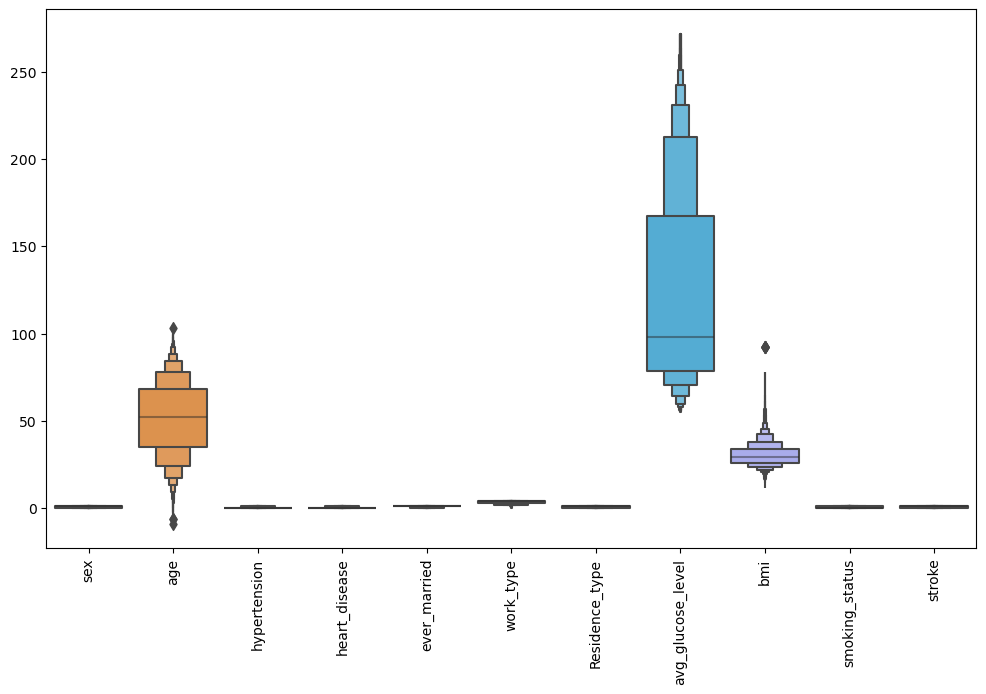 250
200
150
100
50
0
sex
age
hypertension
heart_disease
ever_married
work_type
Residence_type
avg_glucose_level
bmi
smoking_status
stroke